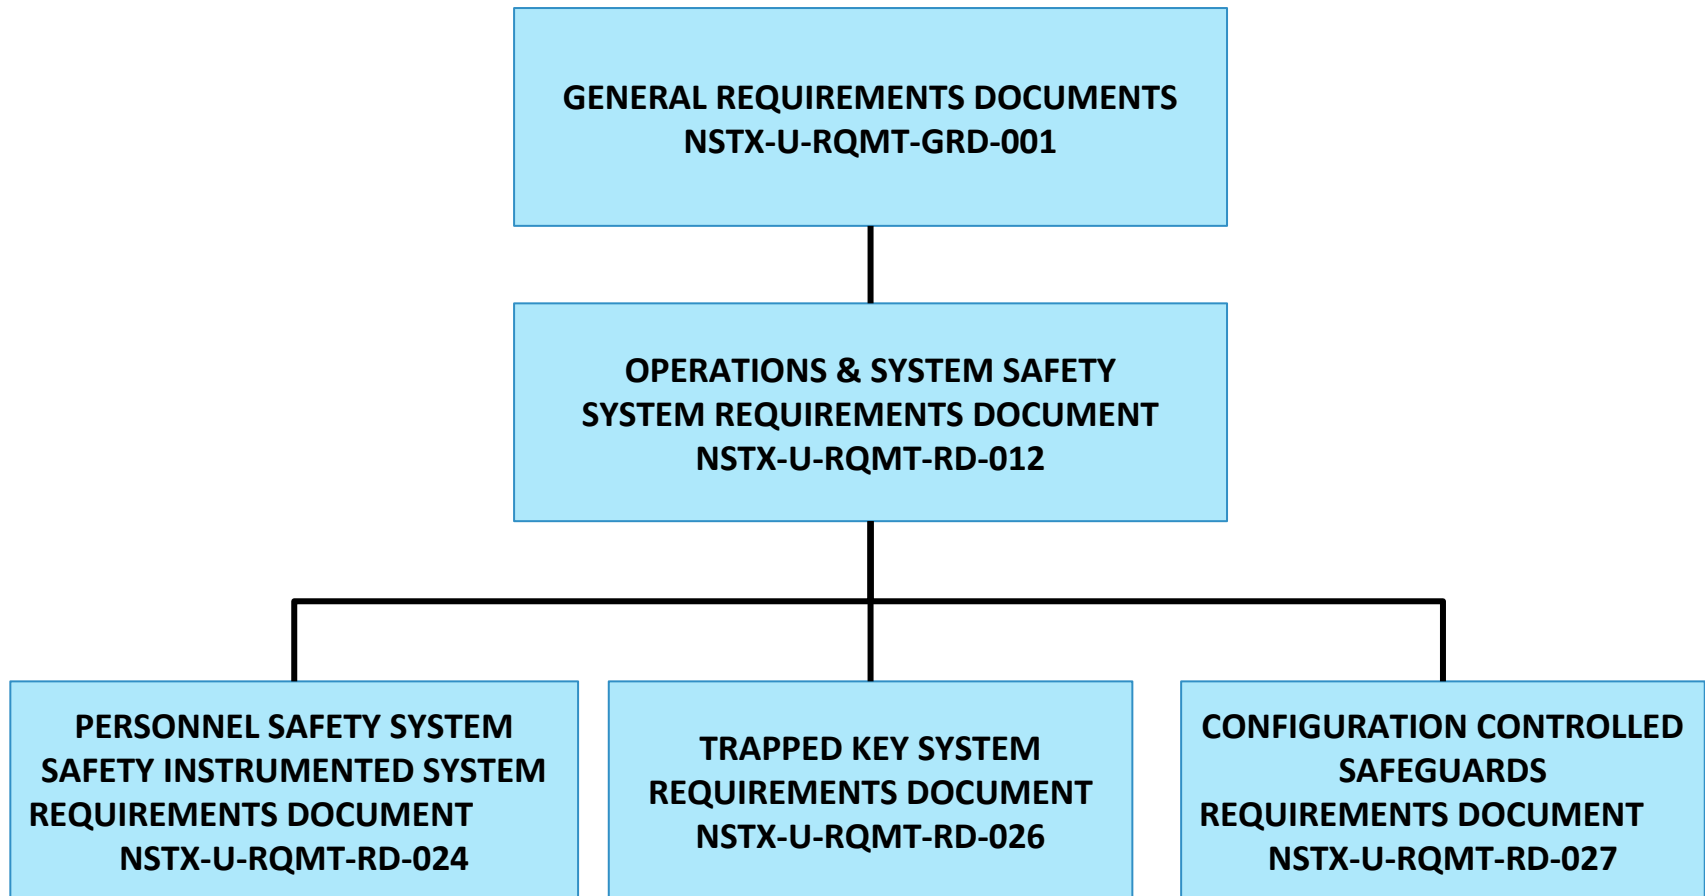 GENERAL REQUIREMENTS DOCUMENTS
NSTX-U-RQMT-GRD-001
OPERATIONS & SYSTEM SAFETY
SYSTEM REQUIREMENTS DOCUMENT
NSTX-U-RQMT-RD-012
PERSONNEL SAFETY SYSTEM
SAFETY INSTRUMENTED SYSTEM
REQUIREMENTS DOCUMENT
NSTX-U-RQMT-RD-024
TRAPPED KEY SYSTEM
REQUIREMENTS DOCUMENT
NSTX-U-RQMT-RD-026
CONFIGURATION CONTROLLED
SAFEGUARDS
REQUIREMENTS DOCUMENT
NSTX-U-RQMT-RD-027